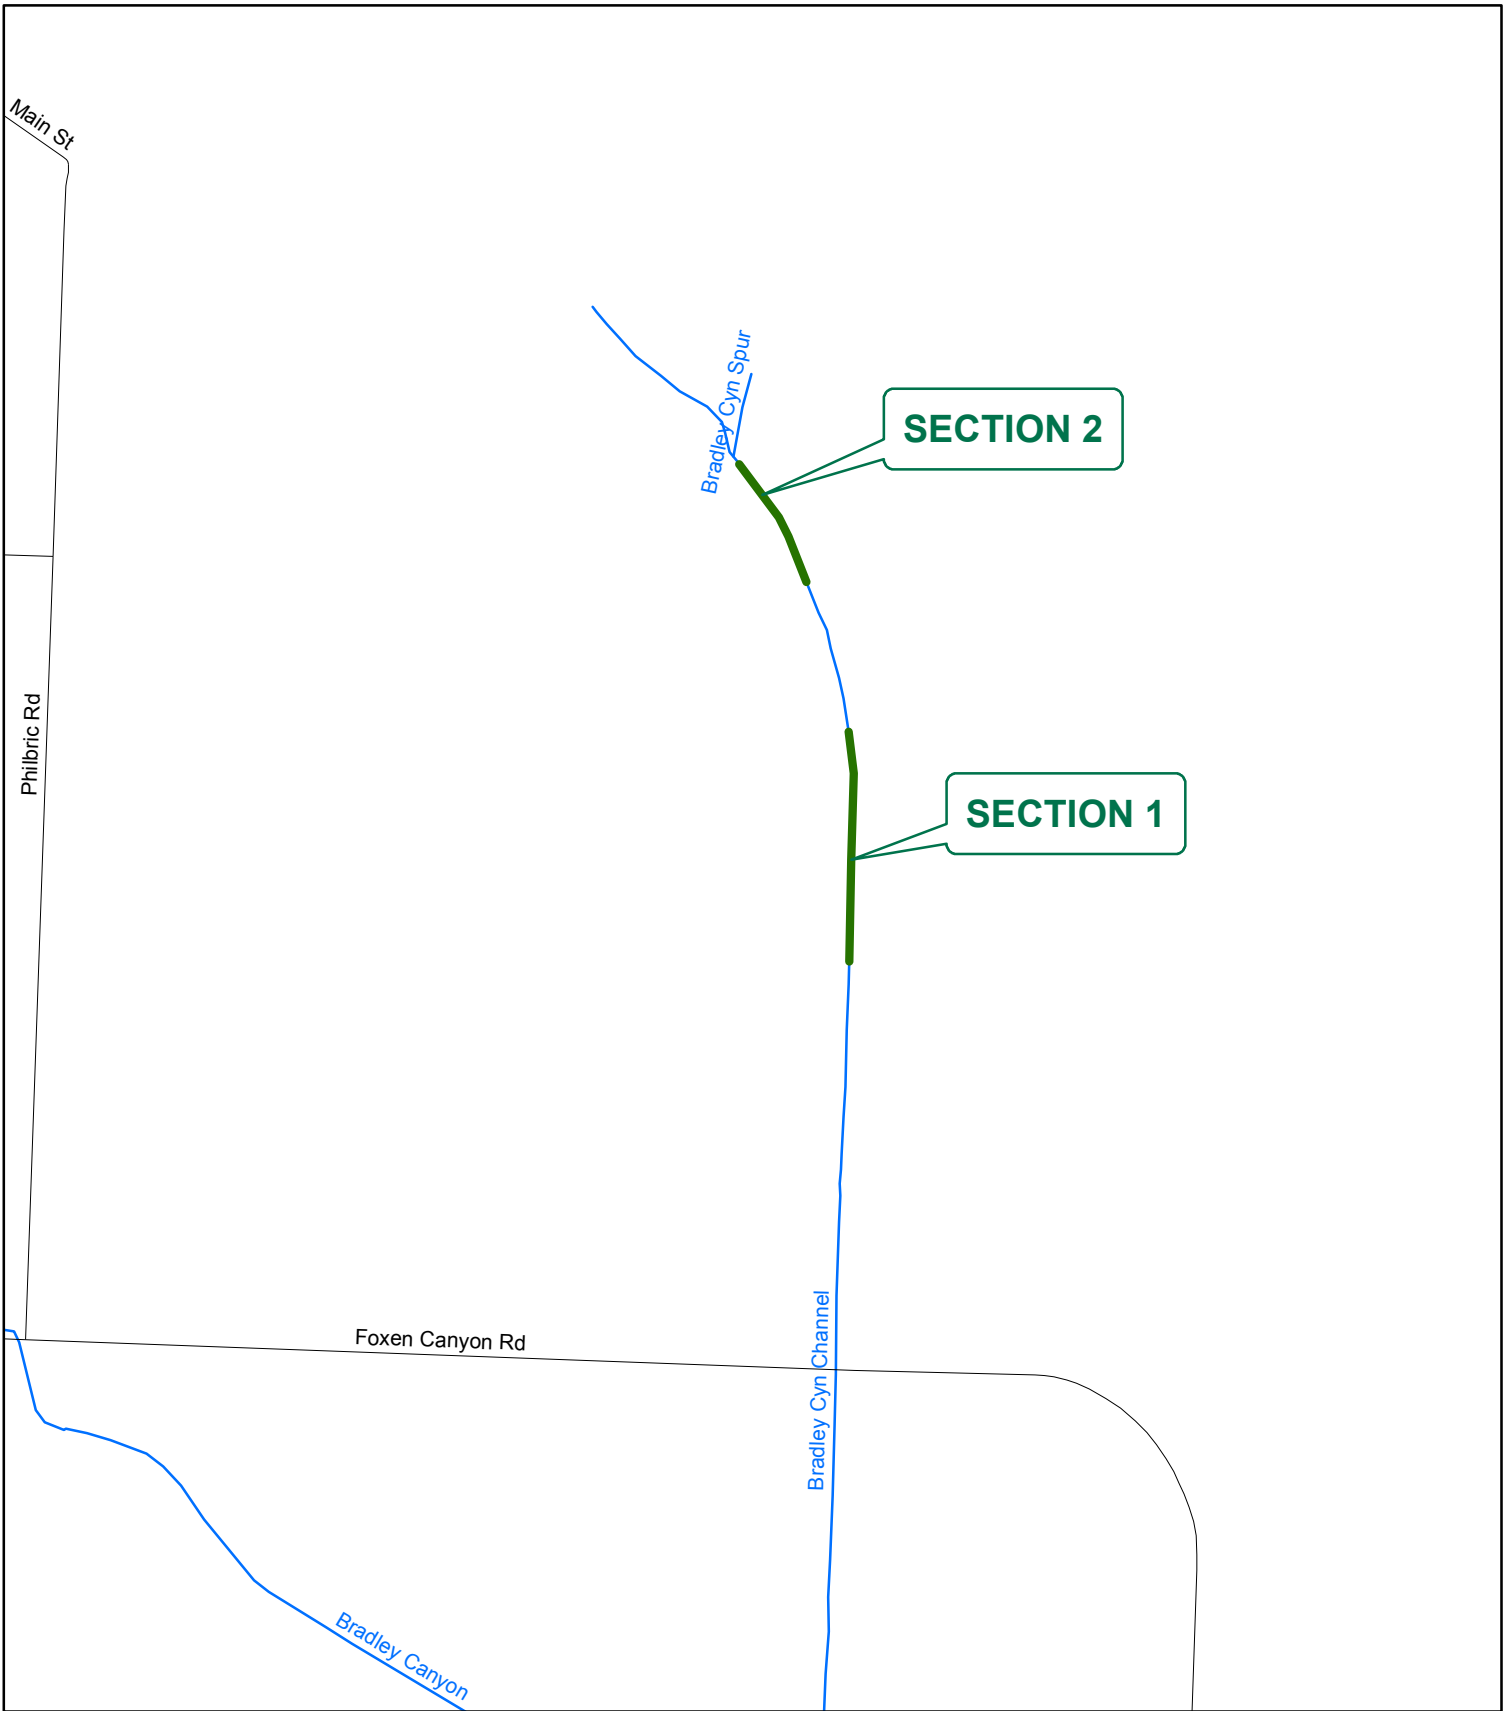 Main St
Bradley Cyn Spur
SECTION 2
Philbric Rd
SECTION 1
Foxen Canyon Rd
Bradley Cyn Channel
Bradley Canyon